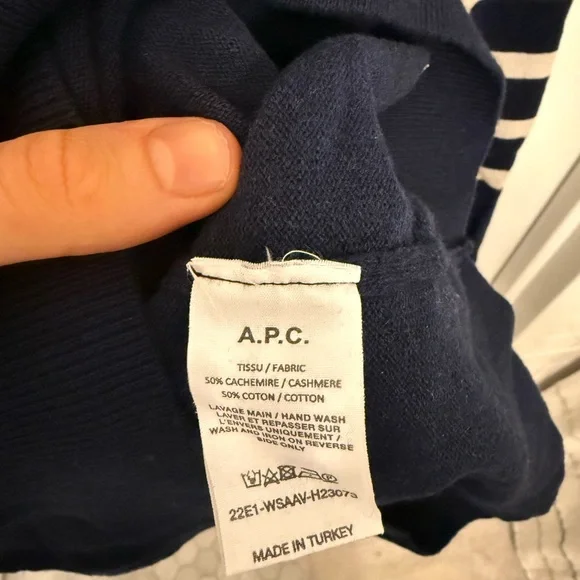 A.P.C.
TISSU / FABRIC
50% CACHEMIRE / CASHMERE
50% COTON / COTTON
LAVAGE MAIN / HAND WASH
LAVER ET REPASSER SUR
L'ENVERS UNIQUEMENT /
WASH AND IRON ON REVERSE
SIDE ONLY
22E1-WSAAV-H23073
MADE IN TURKEY